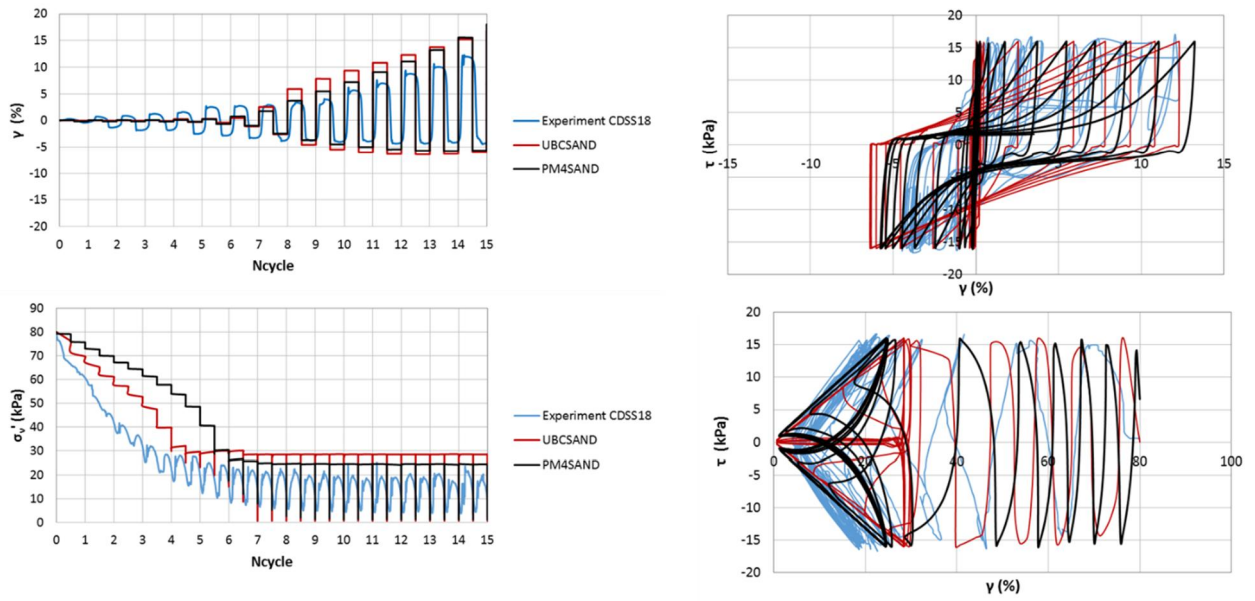 20
15
10
5
0
-5
-10
-15
-20
γ (%)
0 1 2 3 4 5 6 7 8 9 10 11 12 13 14 15
Ncycle
Experiment CDSS18
UBCSAND
PM4SAND
20
15
10
5
0
-5
-10
-15
-20
τ (kPa)
-15 -10 -5 10 15
γ (%)
90
80
70
60
50
40
30
20
10
0
σv' (kPa)
0 1 2 3 4 5 6 7 8 9 10 11 12 13 14 15
Ncycle
Experiment CDSS18
UBCSAND
PM4SAND
20
15
10
5
0
-5
-10
-15
-20
τ (kPa)
0 20 40 60 80 100
γ (%)